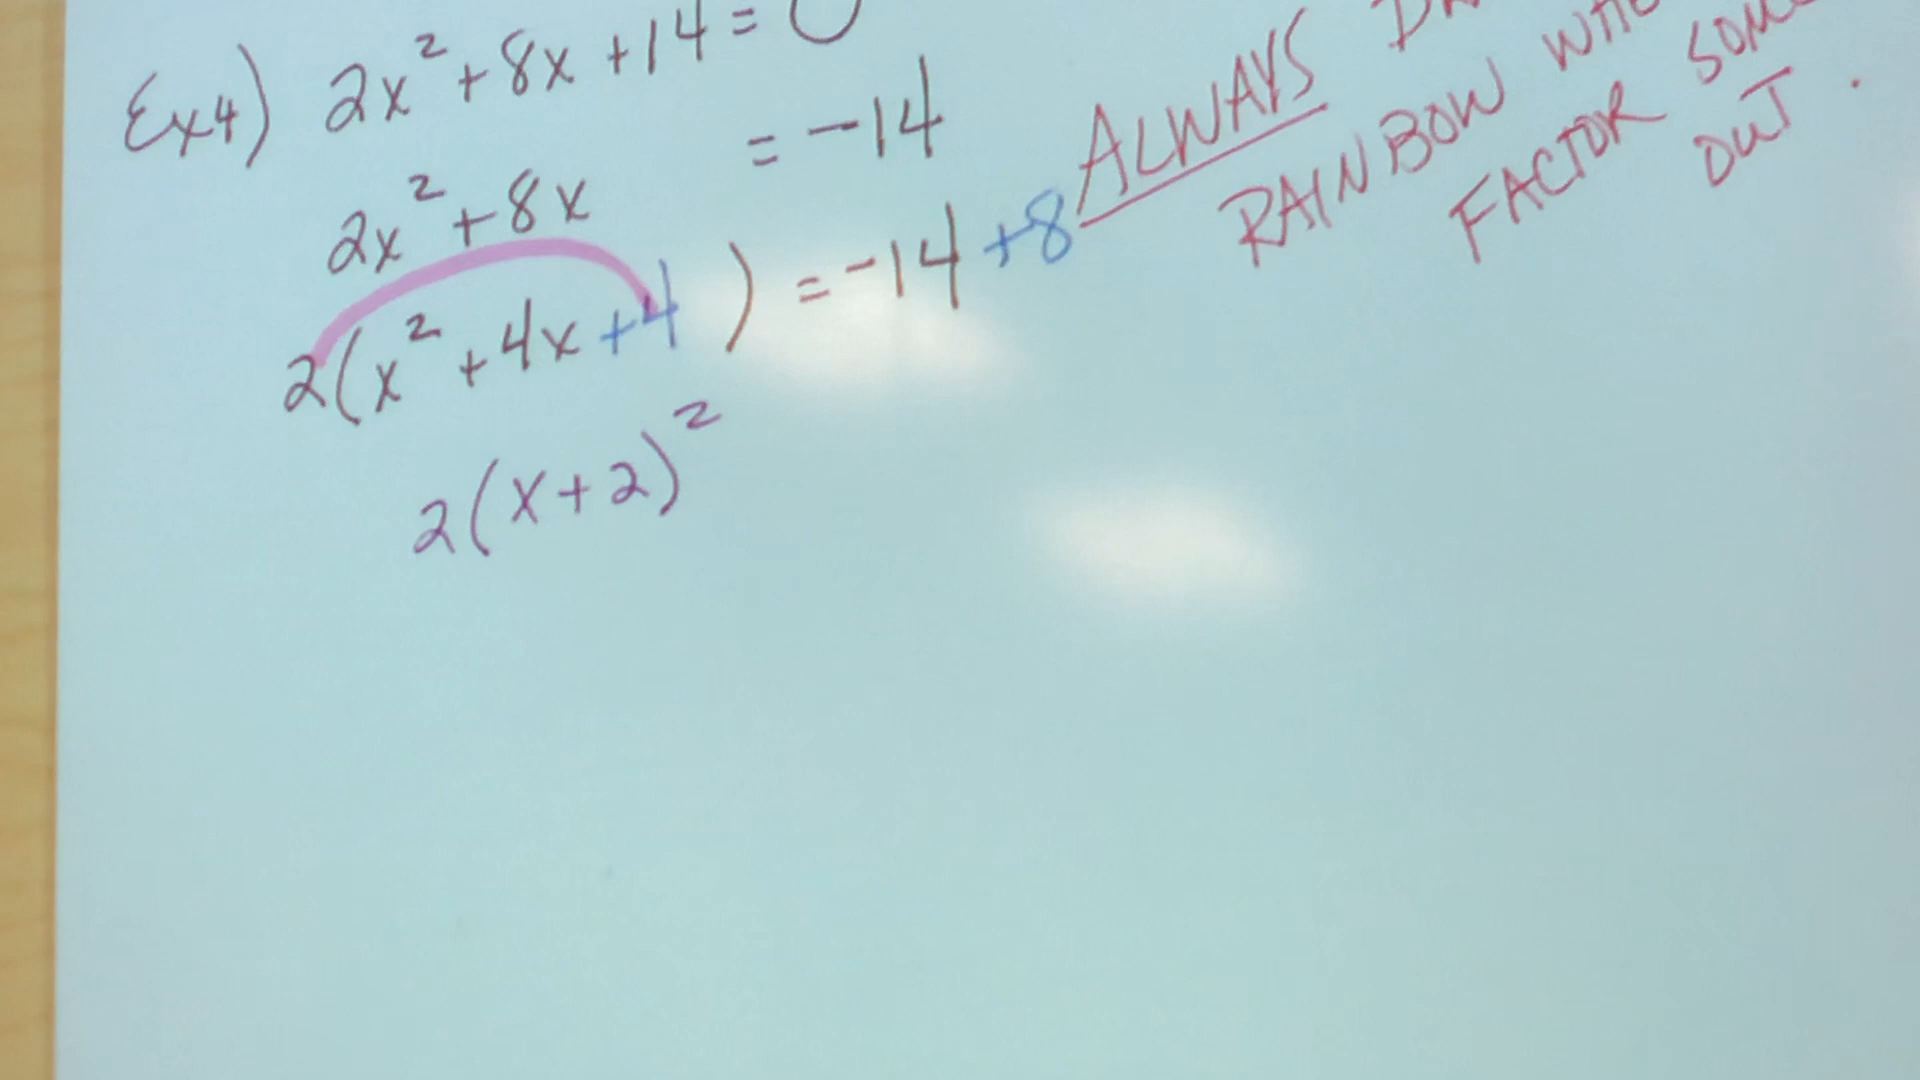 Ex4) 2x² + 8x + 14 = 0
2x² + 8x = -14
2(x² + 4x + 4 ) = -14 + 8
2(x + 2)²
ALWAYS
RAINBOW
FACTOR
OUT.